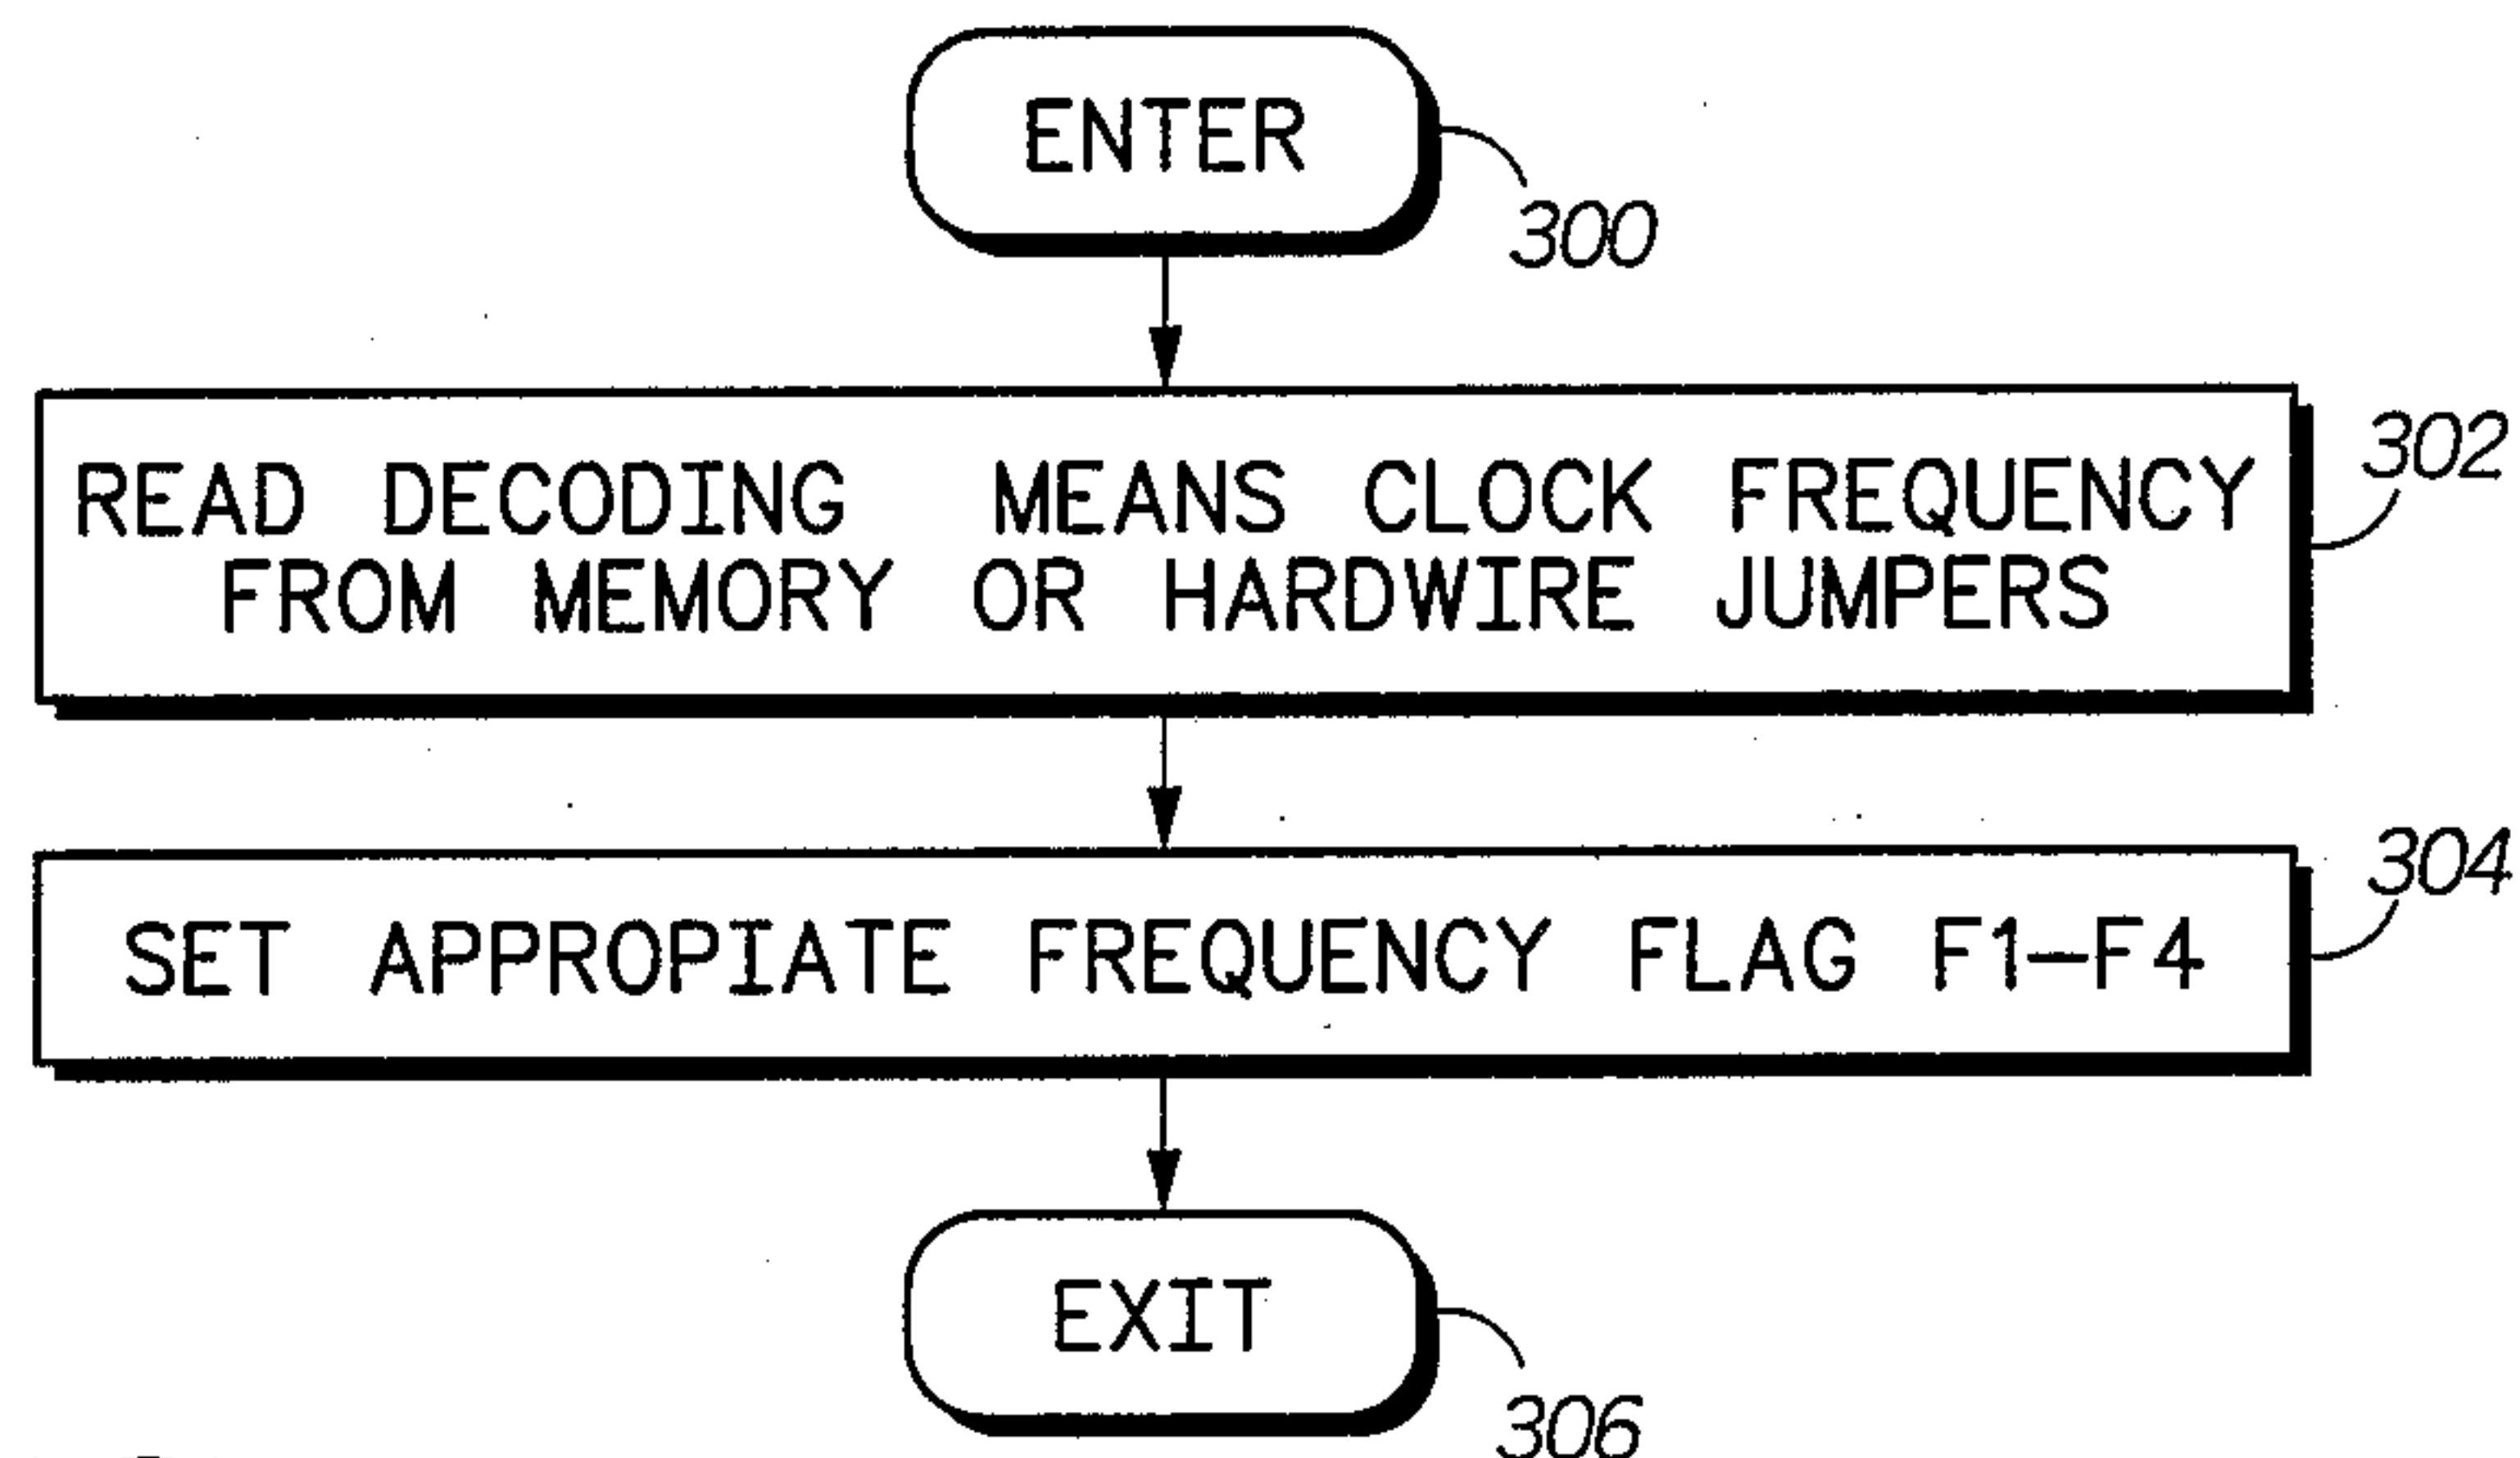 ENTER
300
READ DECODING MEANS CLOCK FREQUENCY
302
FROM MEMORY OR HARDWIRE JUMPERS
304
SET APPROPIATE FREQUENCY FLAG F1-F4
EXIT
306